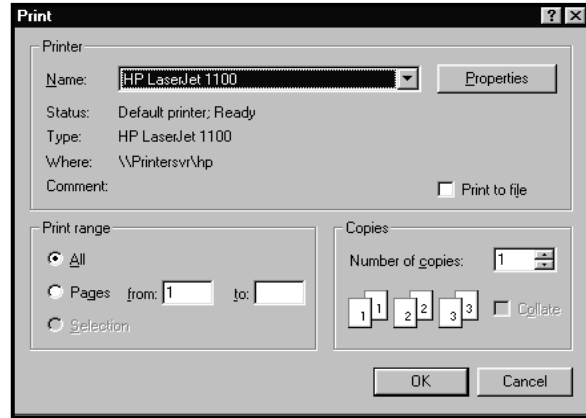 Print
Printer
Name: HP LaserJet 1100 Properties
Status: Default printer; Ready
Type: HP LaserJet 1100
Where: \\Printersvr\hp
Comment: Print to file
Print range
All
Pages from: 1 to:
Selection
Copies
Number of copies: 1
1 1 2 2 3 3 Collate
OK Cancel